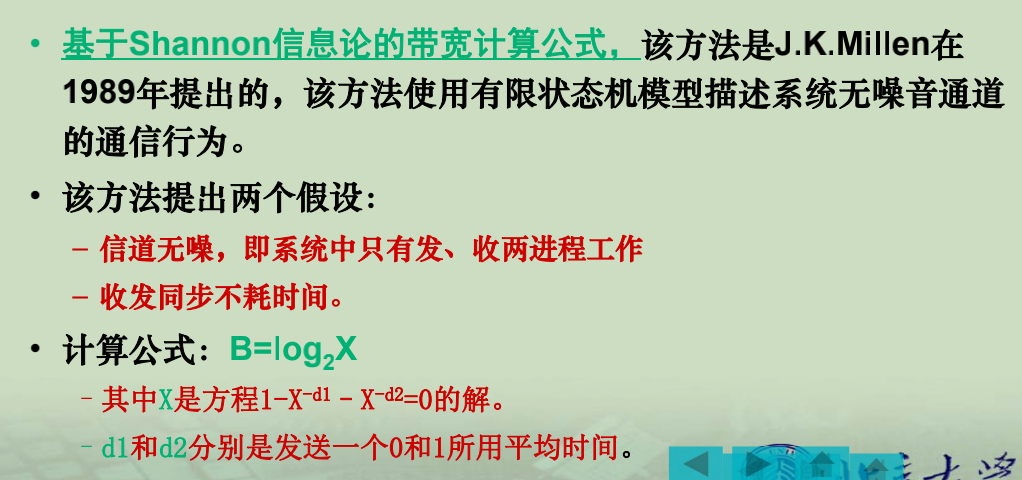 • 基于Shannon信息论的带宽计算公式，该方法是J.K.Millen在
1989年提出的，该方法使用有限状态机模型描述系统无噪音通道
的通信行为。
• 该方法提出两个假设：
– 信道无噪，即系统中只有发、收两进程工作
– 收发同步不耗时间。
• 计算公式：B=log₂X
– 其中X是方程1-X⁻ᵈ¹ - X⁻ᵈ²=0的解。
– d1和d2分别是发送一个0和1所用平均时间。
大学